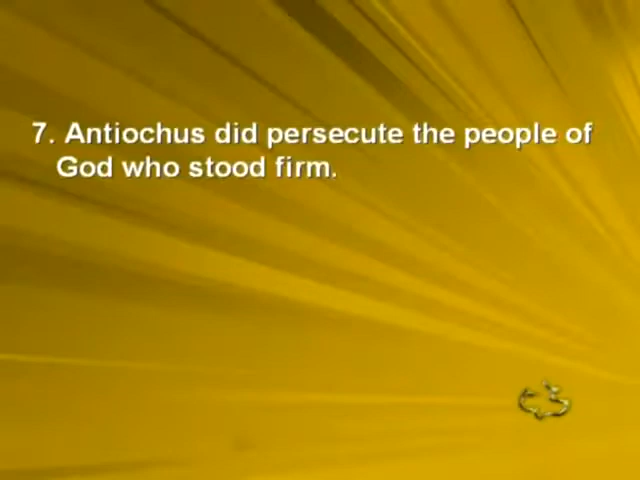 7. Antiochus did persecute the people of
God who stood firm.